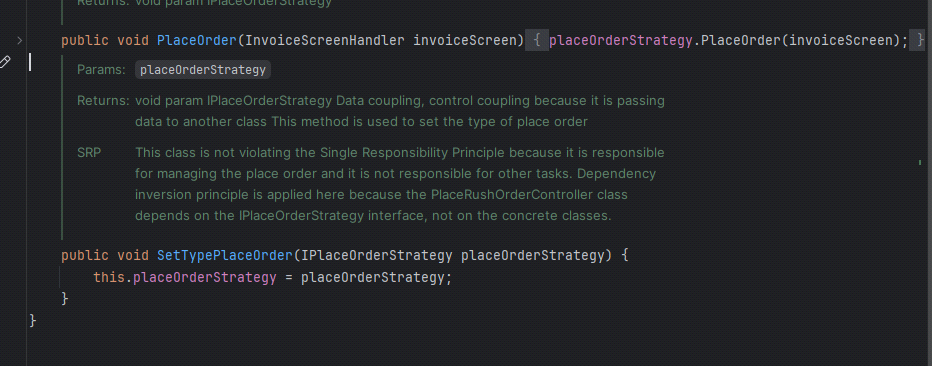 Returns: void param IPlaceOrderStrategy
public void PlaceOrder(InvoiceScreenHandler invoiceScreen) { placeOrderStrategy.PlaceOrder(invoiceScreen); }
Params: placeOrderStrategy
Returns: void param IPlaceOrderStrategy Data coupling, control coupling because it is passing
data to another class This method is used to set the type of place order
SRP This class is not violating the Single Responsibility Principle because it is responsible
for managing the place order and it is not responsible for other tasks. Dependency
inversion principle is applied here because the PlaceRushOrderController class
depends on the IPlaceOrderStrategy interface, not on the concrete classes.
public void SetTypePlaceOrder(IPlaceOrderStrategy placeOrderStrategy) {
this.placeOrderStrategy = placeOrderStrategy;
}
}